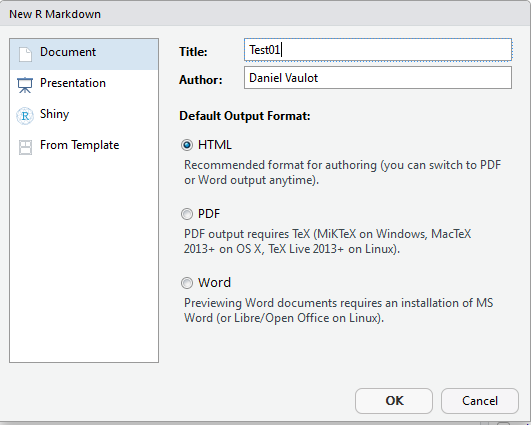 New R Markdown
Document
Presentation
Shiny
From Template
Title:
Test01
Author:
Daniel Vaulot
Default Output Format:
HTML
Recommended format for authoring (you can switch to PDF
or Word output anytime).
PDF
PDF output requires TeX (MiKTeX on Windows, MacTeX
2013+ on OS X, TeX Live 2013+ on Linux).
Word
Previewing Word documents requires an installation of MS
Word (or Libre/Open Office on Linux).
OK
Cancel